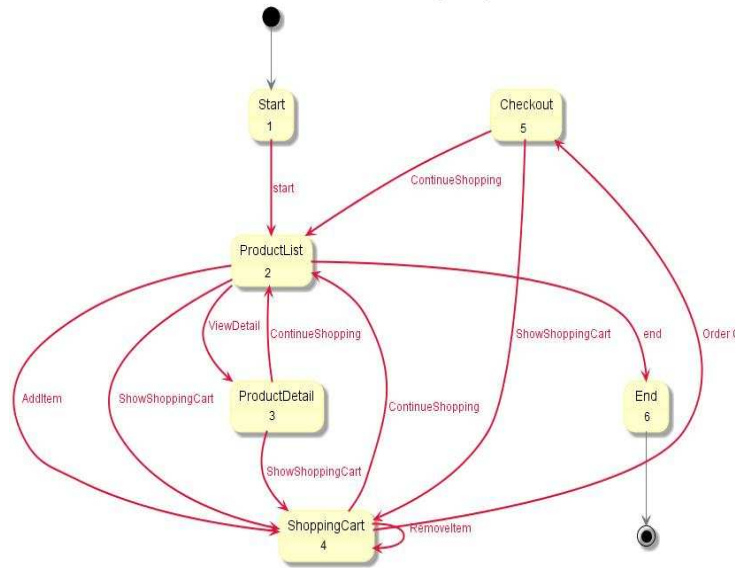 Start
1
Checkout
5
ContinueShopping
start
ProductList
2
ViewDetail
ContinueShopping
ShowShoppingCart
end
Order
AddItem
ShowShoppingCart
ProductDetail
3
ContinueShopping
End
6
ShowShoppingCart
ShoppingCart
4
RemoveItem